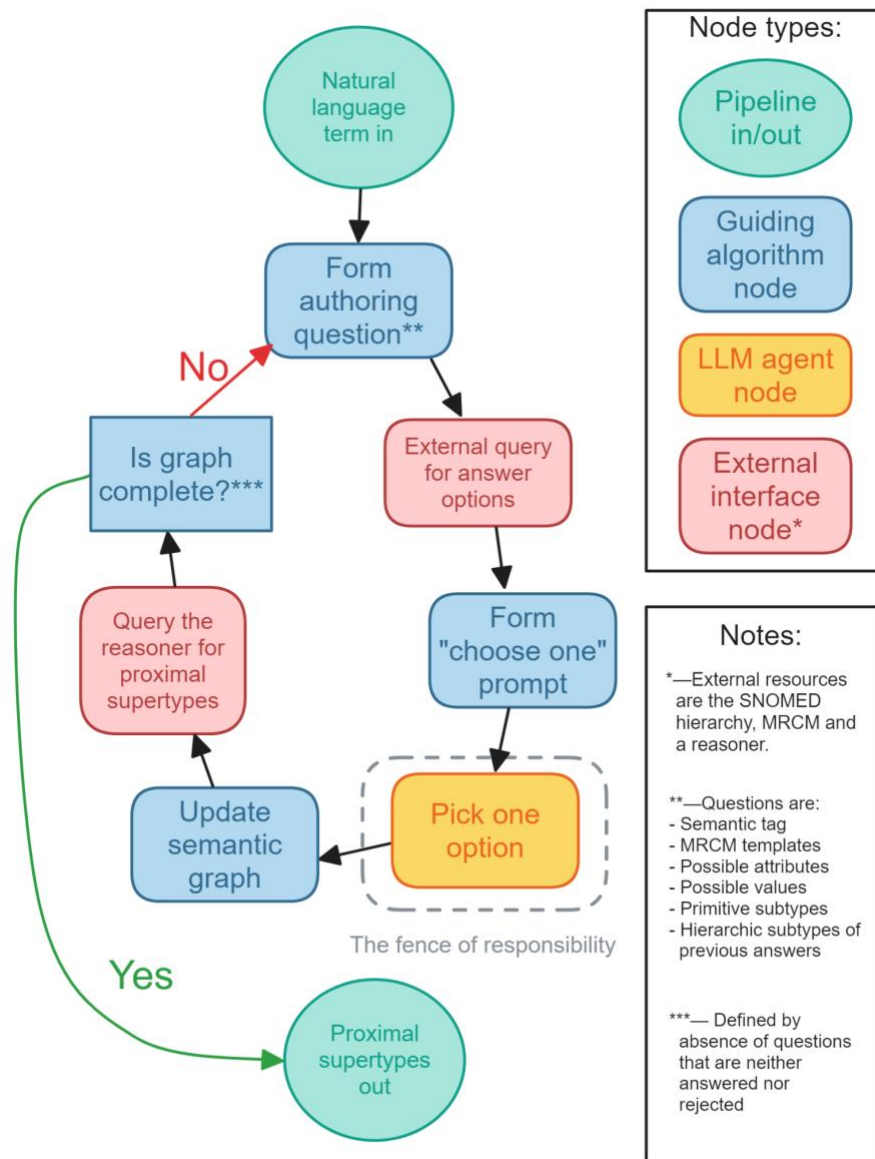 Natural
language
term in
Form
authoring
question**
No
Is graph
complete?***
External query
for answer
options
Query the
reasoner for
proximal
supertypes
Form
"choose one"
prompt
Update
semantic
graph
Pick one
option
The fence of responsibility
Yes
Proximal
supertypes
out
Node types:
Pipeline
in/out
Guiding
algorithm
node
LLM agent
node
External
interface
node*
Notes:
*—External resources
are the SNOMED
hierarchy, MRCM and
a reasoner.
**—Questions are:
- Semantic tag
- MRCM templates
- Possible attributes
- Possible values
- Primitive subtypes
- Hierarchic subtypes of
previous answers
***— Defined by
absence of questions
that are neither
answered nor
rejected